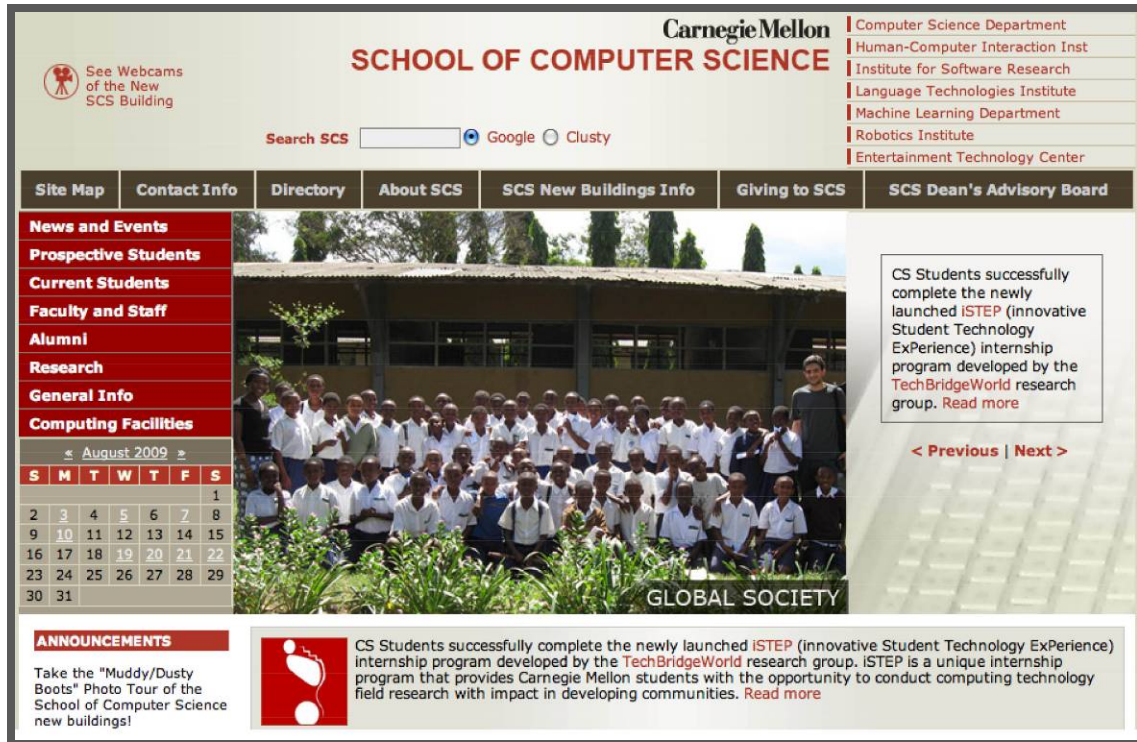 See Webcams
of the New
SCS Building
Carnegie Mellon
SCHOOL OF COMPUTER SCIENCE
Search SCS Google Clusty
Computer Science Department
Human-Computer Interaction Inst
Institute for Software Research
Language Technologies Institute
Machine Learning Department
Robotics Institute
Entertainment Technology Center
Site Map Contact Info Directory About SCS SCS New Buildings Info Giving to SCS SCS Dean's Advisory Board
News and Events
Prospective Students
Current Students
Faculty and Staff
Alumni
Research
General Info
Computing Facilities
« August 2009 »
S M T W T F S
1
2 3 4 5 6 7 8
9 10 11 12 13 14 15
16 17 18 19 20 21 22
23 24 25 26 27 28 29
30 31
GLOBAL SOCIETY
CS Students successfully
complete the newly
launched iSTEP (innovative
Student Technology
ExPerience) internship
program developed by the
TechBridgeWorld research
group. Read more
< Previous | Next >
ANNOUNCEMENTS
Take the "Muddy/Dusty
Boots" Photo Tour of the
School of Computer Science
new buildings!
CS Students successfully complete the newly launched iSTEP (innovative Student Technology ExPerience)
internship program developed by the TechBridgeWorld research group. iSTEP is a unique internship
program that provides Carnegie Mellon students with the opportunity to conduct computing technology
field research with impact in developing communities. Read more